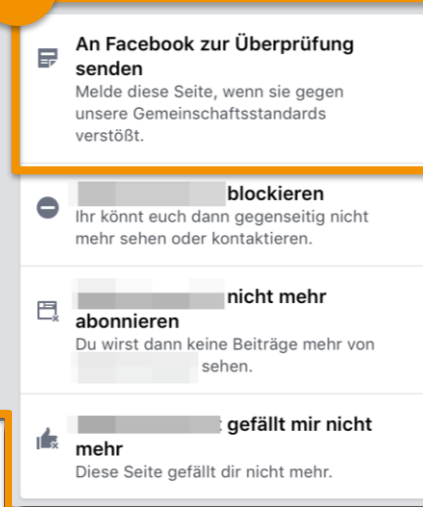 An Facebook zur Überprüfung
senden
Melde diese Seite, wenn sie gegen
unsere Gemeinschaftsstandards
verstößt.
blockieren
Ihr könnt euch dann gegenseitig nicht
mehr sehen oder kontaktieren.
nicht mehr
abonnieren
Du wirst dann keine Beiträge mehr von
sehen.
gefällt mir nicht
mehr
Diese Seite gefällt dir nicht mehr.